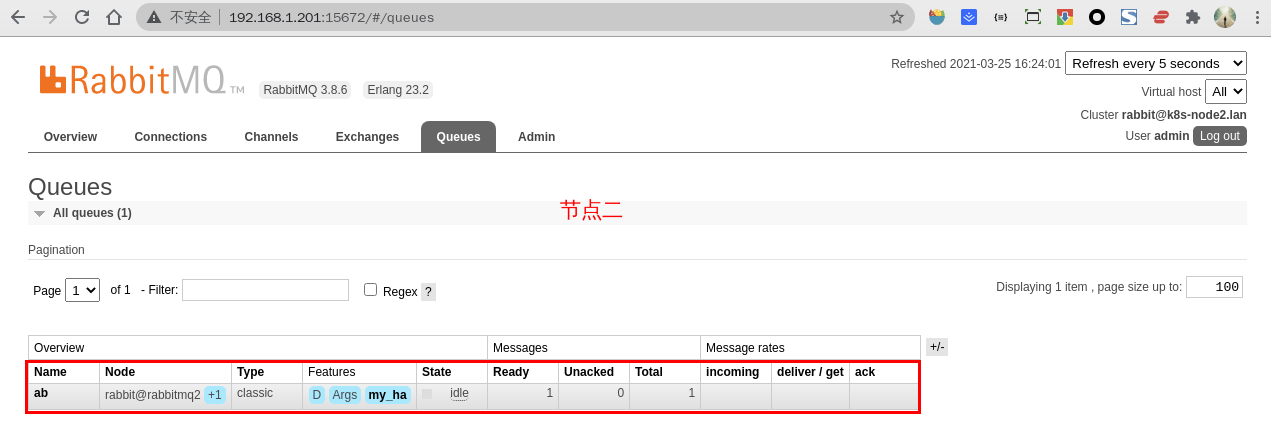 不安全 192.168.1.201:15672/#/queues
RabbitMQ TM RabbitMQ 3.8.6 Erlang 23.2
Refreshed 2021-03-25 16:24:01 Refresh every 5 seconds
Virtual host All
Cluster rabbit@k8s-node2.lan
User admin Log out
Overview Connections Channels Exchanges Queues Admin
Queues
All queues (1)
节点二
Pagination
Page 1 of 1 - Filter: Regex ? Displaying 1 item , page size up to: 100
Overview Messages Message rates +/-
Name Node Type Features State Ready Unacked Total incoming deliver / get ack
ab rabbit@rabbitmq2 +1 classic D Args my_ha idle 1 0 1